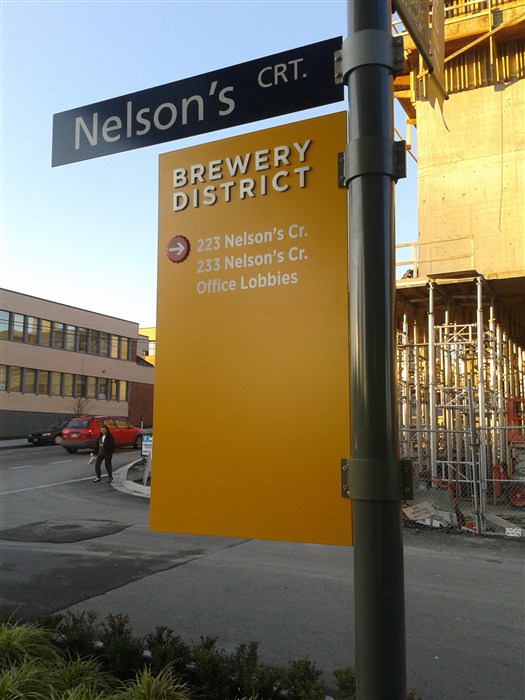 Nelson's CRT.
BREWERY
DISTRICT
223 Nelson's Cr.
233 Nelson's Cr.
Office Lobbies